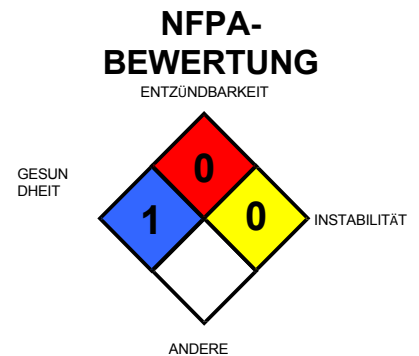 NFPA-
BEWERTUNG
ENTZÜNDBARKEIT
GESUN
DHEIT
0
1
0
INSTABILITÄT
ANDERE